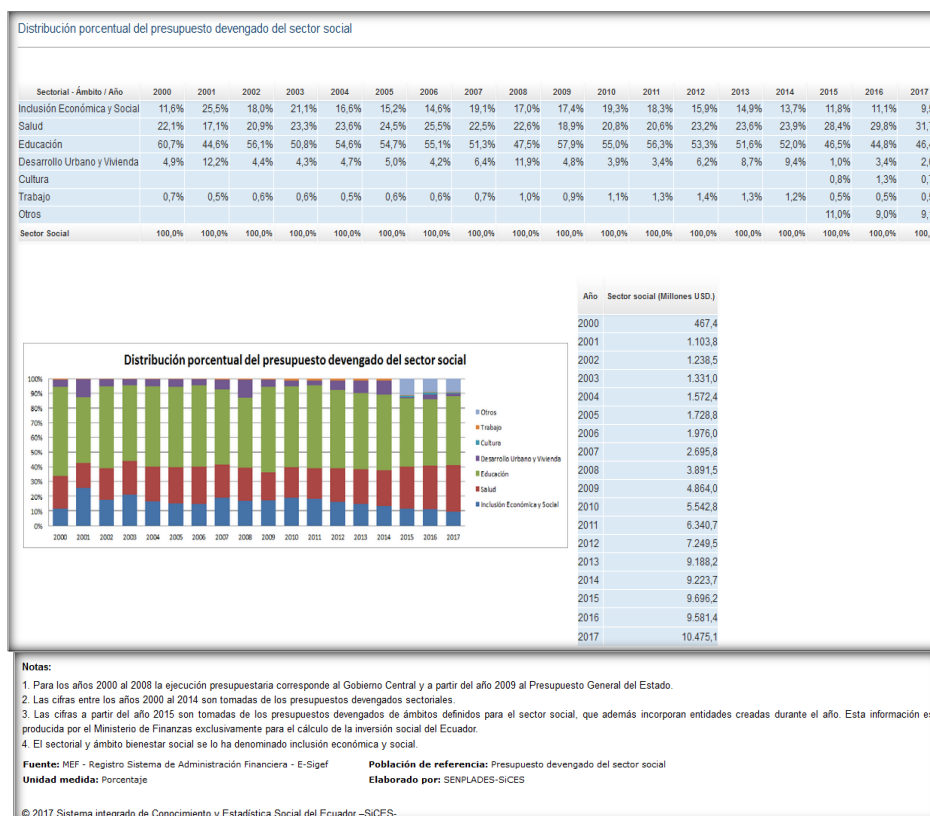 Distribución porcentual del presupuesto devengado del sector social
Sectorial - Ámbito / Año 2000 2001 2002 2003 2004 2005 2006 2007 2008 2009 2010 2011 2012 2013 2014 2015 2016 2017
Inclusión Económica y Social 11,6% 25,5% 18,0% 21,1% 16,6% 15,2% 14,6% 19,1% 17,0% 17,4% 19,3% 18,3% 15,9% 14,9% 13,7% 11,8% 11,1%
Salud 22,1% 17,1% 20,9% 23,3% 23,6% 24,5% 25,5% 22,5% 22,6% 18,9% 20,8% 20,6% 23,2% 23,6% 23,9% 28,4% 29,8% 31,
Educación 60,7% 44,6% 56,1% 50,8% 54,6% 54,7% 55,1% 51,3% 47,5% 57,9% 55,0% 56,3% 53,3% 51,6% 52,0% 46,5% 44,8% 46,
Desarrollo Urbano y Vivienda 4,9% 12,2% 4,4% 4,3% 4,7% 5,0% 4,2% 6,4% 11,9% 4,8% 3,9% 3,4% 6,2% 8,7% 9,4% 1,0% 3,4% 2,
Cultura 0,8% 1,3% 0,
Trabajo 0,7% 0,5% 0,6% 0,6% 0,5% 0,6% 0,6% 0,7% 1,0% 0,9% 1,1% 1,3% 1,4% 1,3% 1,2% 0,5% 0,5% 0,
Otros 11,0% 9,0% 9,
Sector Social 100,0% 100,0% 100,0% 100,0% 100,0% 100,0% 100,0% 100,0% 100,0% 100,0% 100,0% 100,0% 100,0% 100,0% 100,0% 100,0% 100,0% 100,
Distribución porcentual del presupuesto devengado del sector social
100%
90%
80%
70%
60%
50%
40%
30%
20%
10%
0%
2000 2001 2002 2003 2004 2005 2006 2007 2008 2009 2010 2011 2012 2013 2014 2015 2016 2017
Otros
Trabajo
Cultura
Desarrollo Urbano y Vivienda
Educación
Salud
Inclusión Económica y Social
Año Sector social (Millones USD.)
2000 467,4
2001 1.103,8
2002 1.238,5
2003 1.331,0
2004 1.572,4
2005 1.728,8
2006 1.976,0
2007 2.695,8
2008 3.891,5
2009 4.864,0
2010 5.542,8
2011 6.340,7
2012 7.249,5
2013 9.188,2
2014 9.223,7
2015 9.696,2
2016 9.581,4
2017 10.475,1
Notas:
1. Para los años 2000 al 2008 la ejecución presupuestaria corresponde al Gobierno Central y a partir del año 2009 al Presupuesto General del Estado.
2. Las cifras entre los años 2000 al 2014 son tomadas de los presupuestos devengados sectoriales.
3. Las cifras a partir del año 2015 son tomadas de los presupuestos devengados de ámbitos definidos para el sector social, que además incorporan entidades creadas durante el año. Esta información es
producida por el Ministerio de Finanzas exclusivamente para el cálculo de la inversión social del Ecuador.
4. El sectorial y ámbito bienestar social se lo ha denominado inclusión económica y social.
Fuente: MEF - Registro Sistema de Administración Financiera - E-Sigef Población de referencia: Presupuesto devengado del sector social
Unidad medida: Porcentaje Elaborado por: SENPLADES-SiCES
© 2017 Sistema integrado de Conocimiento y Estadística Social del Ecuador –SiCES-